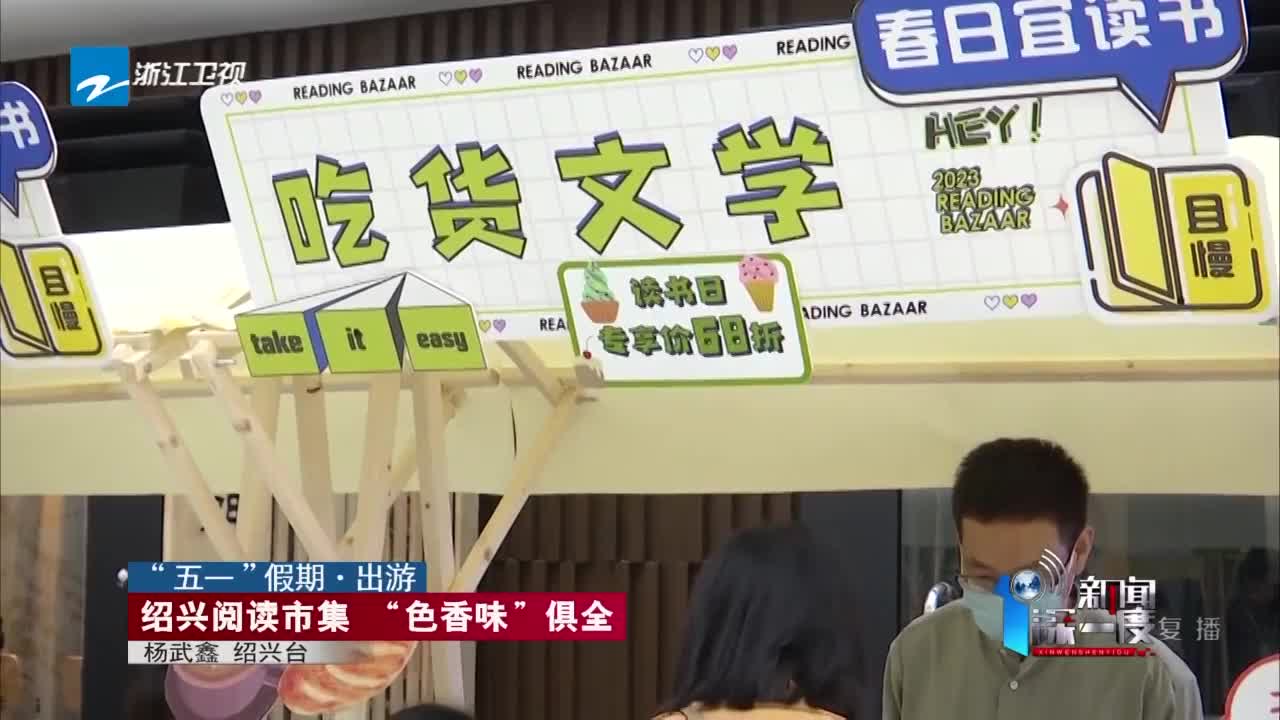 浙江卫视
书
READING BAZAAR
READING BAZAAR
READING
春日宜读书
吃货文学
HEY!
2023
READING
BAZAAR
且慢
且慢
take it easy
读书日
专享价68折
READING BAZAAR
“五一”假期·出游
绍兴阅读市集 “色香味”俱全
杨武鑫 绍兴台
新闻
深一度
复播
XINWENSHENYIDU